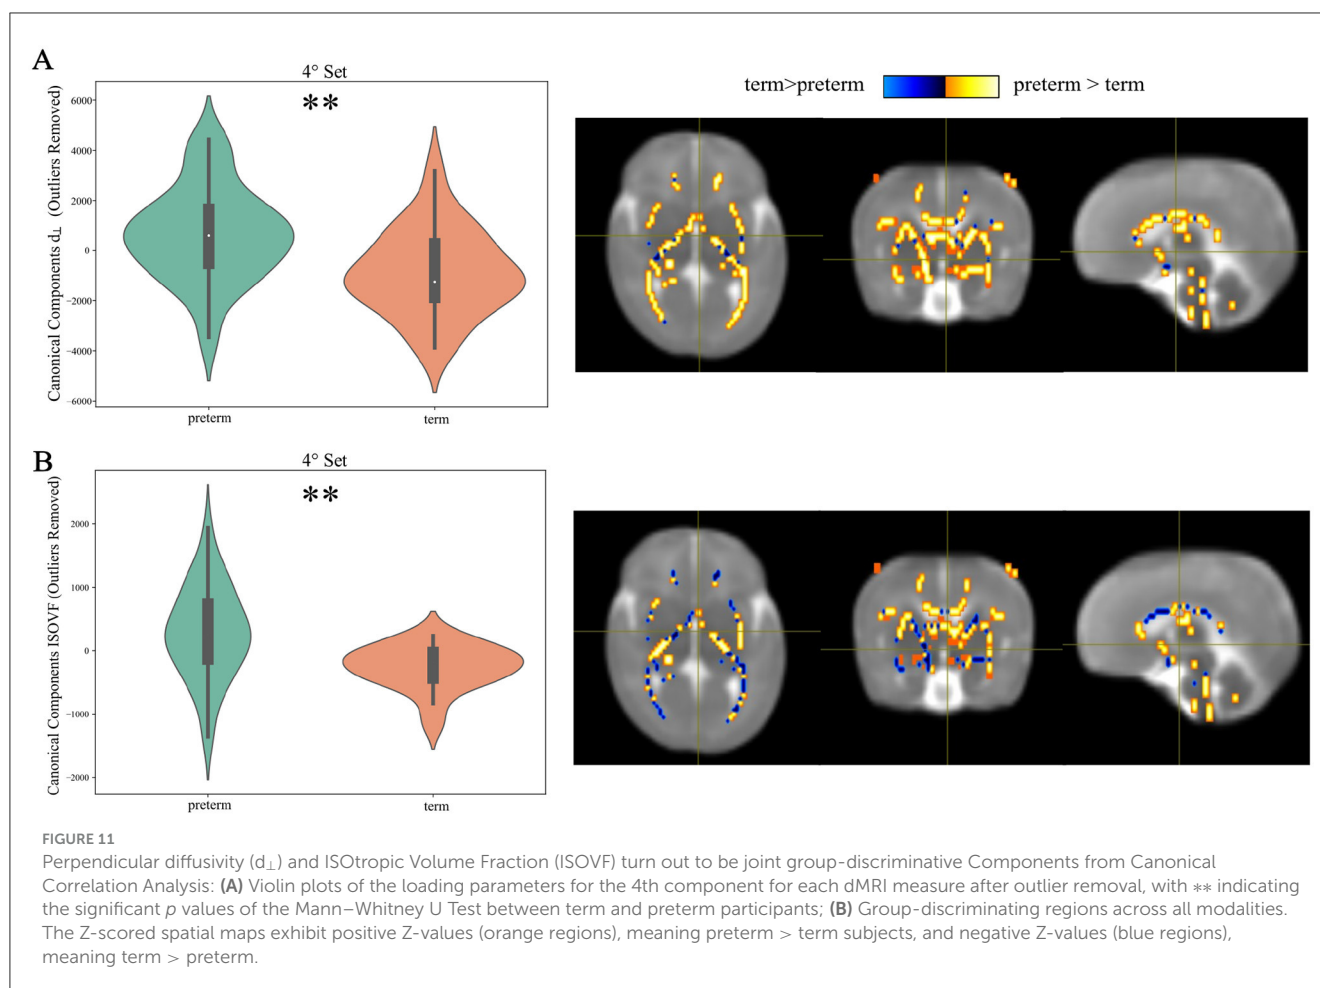 A
4° Set
**
term>preterm
preterm > term
Canonical Components d⊥ (Outliers Removed)
6000
4000
2000
0
−2000
−4000
−6000
preterm
term
B
4° Set
**
Canonical Components ISOVF (Outliers Removed)
2000
1000
0
−1000
−2000
preterm
term
FIGURE 11
Perpendicular diffusivity (d⊥) and ISOtropic Volume Fraction (ISOVF) turn out to be joint group-discriminative Components from Canonical
Correlation Analysis: (A) Violin plots of the loading parameters for the 4th component for each dMRI measure after outlier removal, with ** indicating
the significant p values of the Mann–Whitney U Test between term and preterm participants; (B) Group-discriminating regions across all modalities.
The Z-scored spatial maps exhibit positive Z-values (orange regions), meaning preterm > term subjects, and negative Z-values (blue regions),
meaning term > preterm.